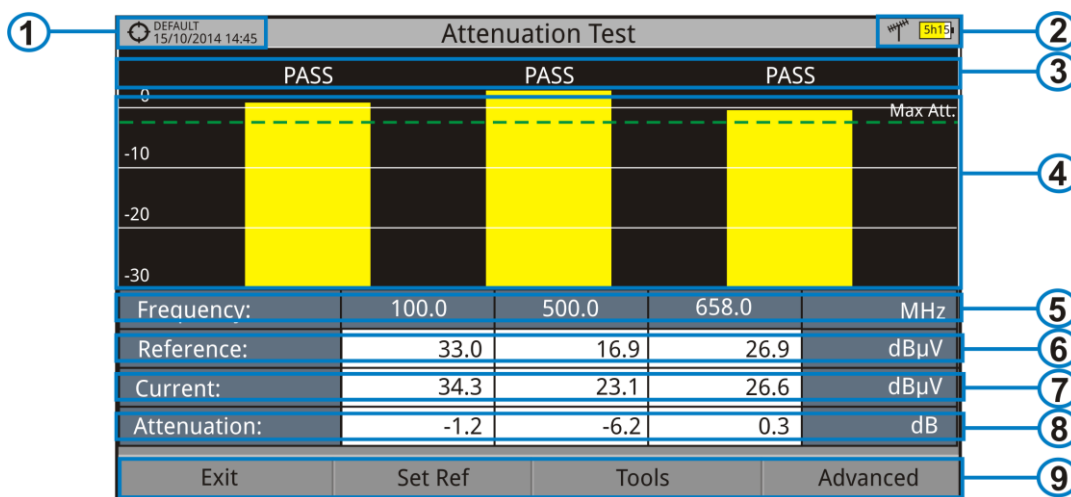 1
DEFAULT
15/10/2014 14:45
Attenuation Test
5h15
2
PASS PASS PASS
3
0
Max Att.
-10
4
-20
-30
Frequency: 100.0 500.0 658.0 MHz
5
Reference: 33.0 16.9 26.9 dBµV
6
Current: 34.3 23.1 26.6 dBµV
7
Attenuation: -1.2 -6.2 0.3 dB
8
Exit Set Ref Tools Advanced
9